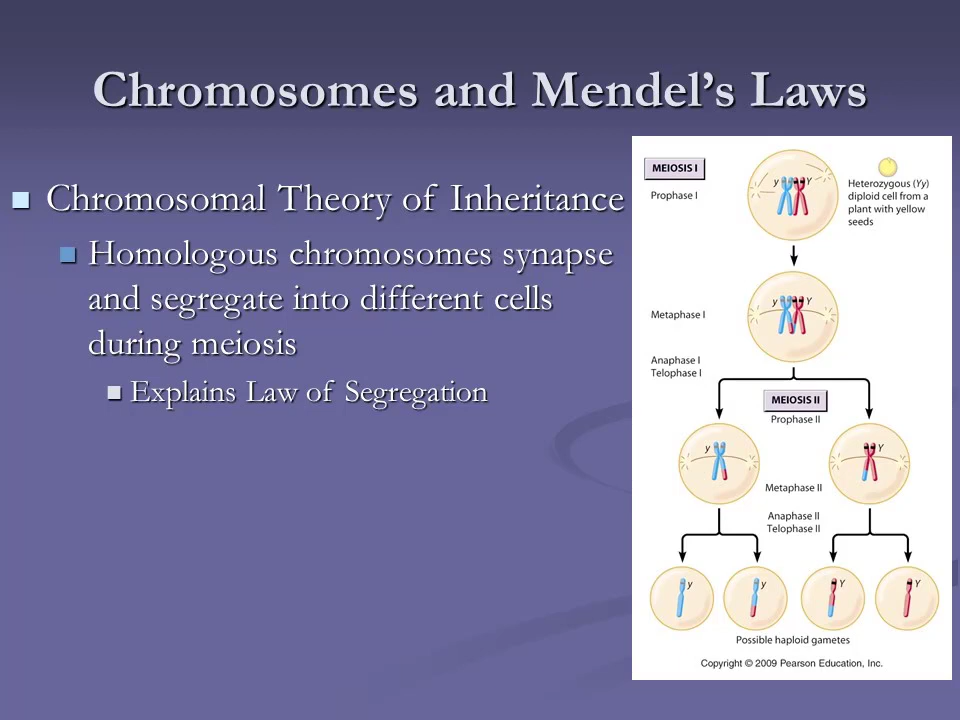 Chromosomes and Mendel's Laws
Chromosomal Theory of Inheritance
Homologous chromosomes synapse
and segregate into different cells
during meiosis
Explains Law of Segregation
MEIOSIS I
Prophase I
y Y
Heterozygous (Yy)
diploid cell from a
plant with yellow
seeds
Metaphase I
y Y
Anaphase I
Telophase I
MEIOSIS II
Prophase II
y
Y
Metaphase II
Anaphase II
Telophase II
y
y
Y
Y
Possible haploid gametes
Copyright © 2009 Pearson Education, Inc.